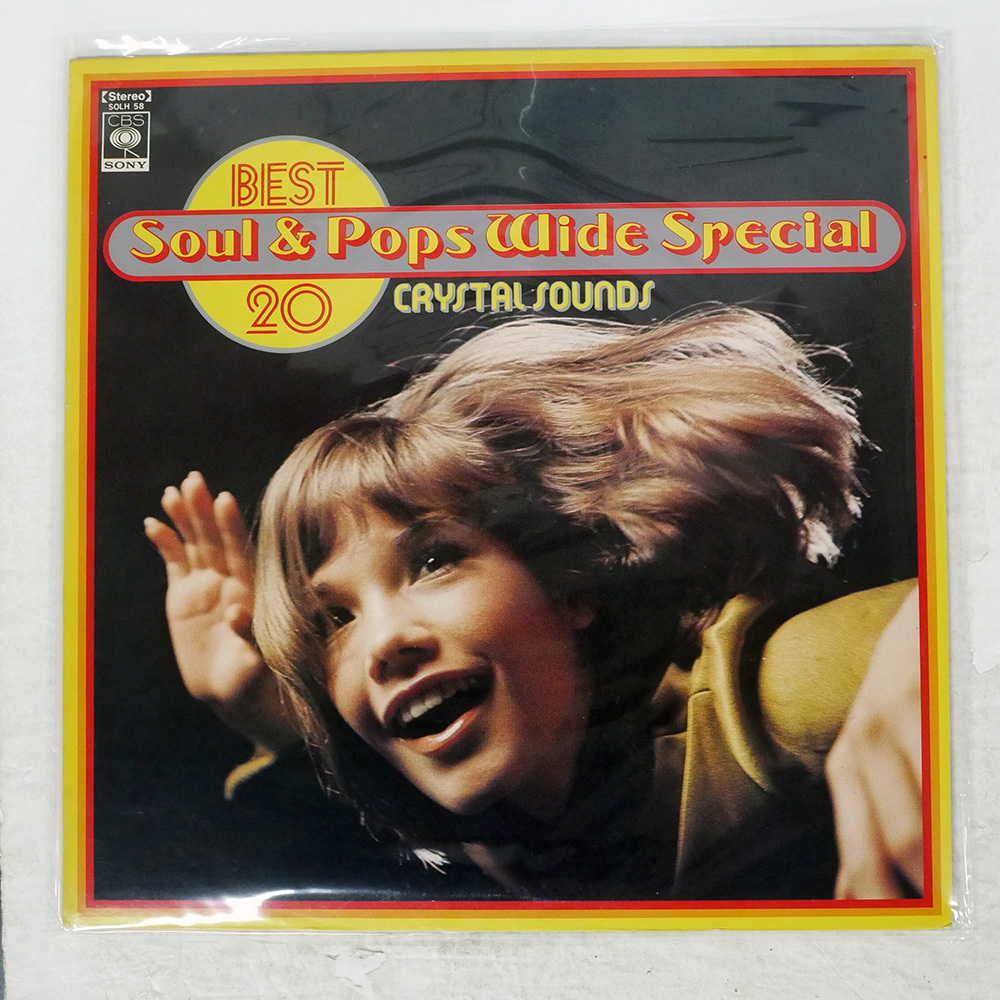 【Stereo】
SOLH 58
CBS
SONY
BEST
Soul & Pops Wide Special
20
CRYSTAL SOUNDS